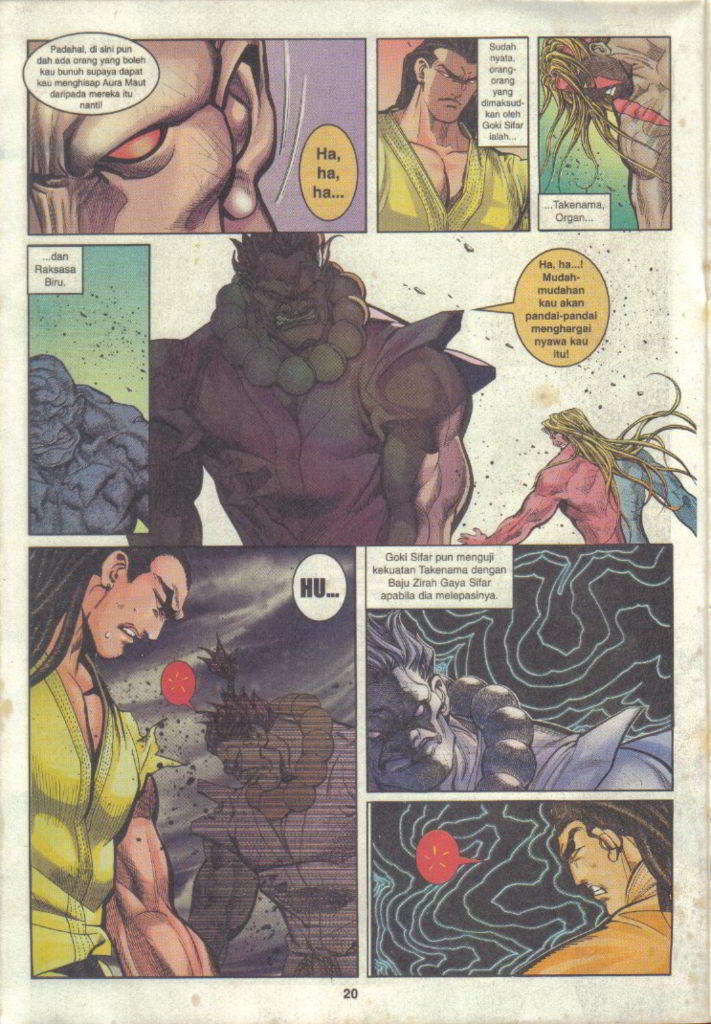 Padahal, di sini pun
dah ada orang yang boleh
kau bunuh supaya dapat
kau menghisap Aura Maut
daripada mereka itu
nanti!
Ha,
ha,
ha...
Sudah
nyata,
orang-
orang
yang
dimaksud-
kan oleh
Goki Sifar
ialah...
...Takenama,
Organ...
...dan
Raksasa
Biru.
Ha, ha...!
Mudah-
mudahan
kau akan
pandai-pandai
menghargai
nyawa kau
itu!
HU...
Goki Sifar pun menguji
kekuatan Takenama dengan
Baju Zirah Gaya Sifar
apabila dia melepasinya.
20